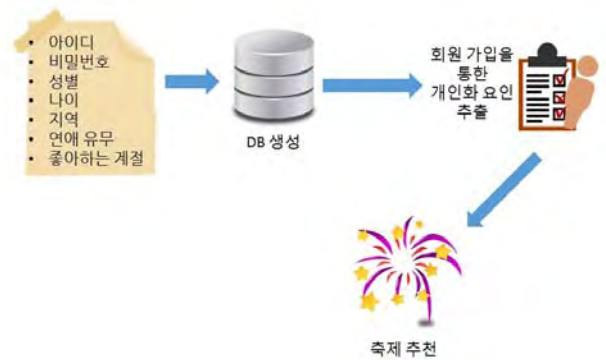 • 아이디
• 비밀번호
• 성별
• 나이
• 지역
• 연애 유무
• 좋아하는 계절
DB 생성
회원 가입을
통한
개인화 요인
추출
축제 추천